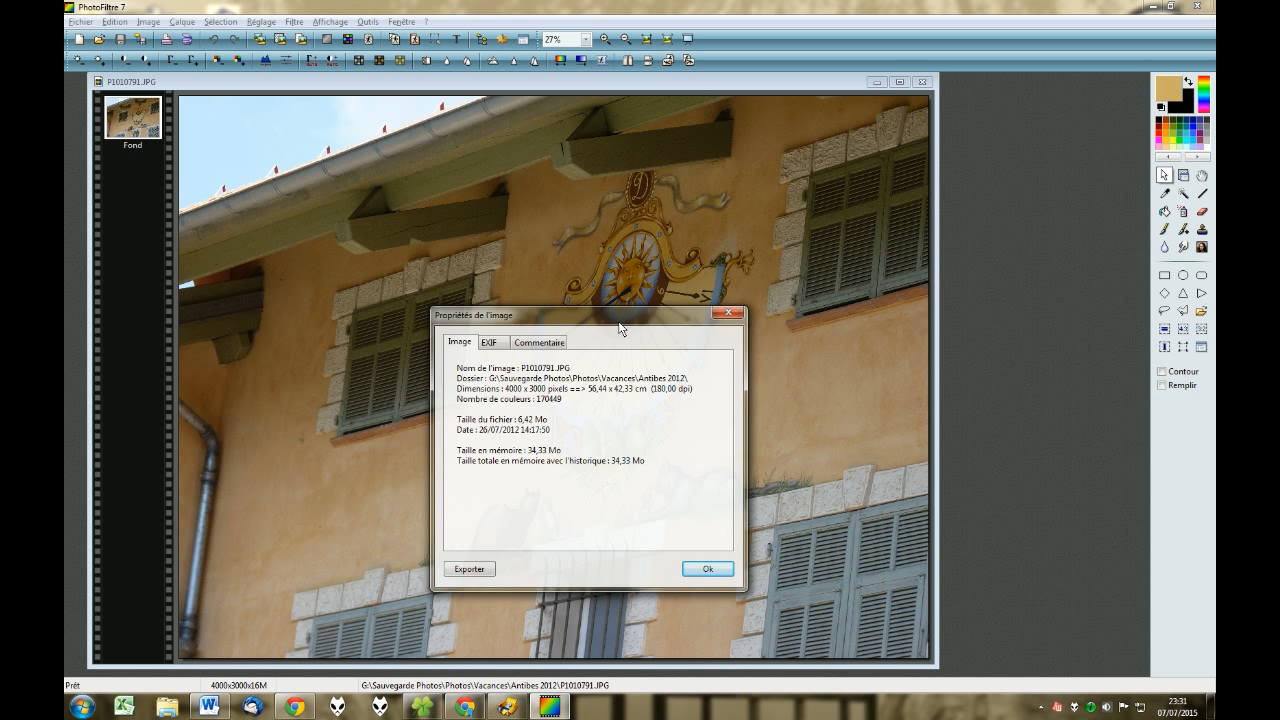 PhotoFiltre 7
Fichier Edition Image Calque Sélection Réglage Filtre Affichage Outils Fenêtre ?
27%
P1010791.JPG
Fond
D
Propriétés de l'image
Image EXIF Commentaire
Nom de l'image : P1010791.JPG
Dossier : G:\Sauvegarde Photos\Photos\Vacances\Antibes 2012\
Dimensions : 4000 x 3000 pixels ==> 56,44 x 42,33 cm (180,00 dpi)
Nombre de couleurs : 170449
Taille du fichier : 6,42 Mo
Date : 26/07/2012 14:17:50
Taille en mémoire : 34,33 Mo
Taille totale en mémoire avec l'historique : 34,33 Mo
Exporter Ok
Contour
Remplir
Prêt 4000x3000x16M G:\Sauvegarde Photos\Photos\Vacances\Antibes 2012\P1010791.JPG
23:31
07/07/2015